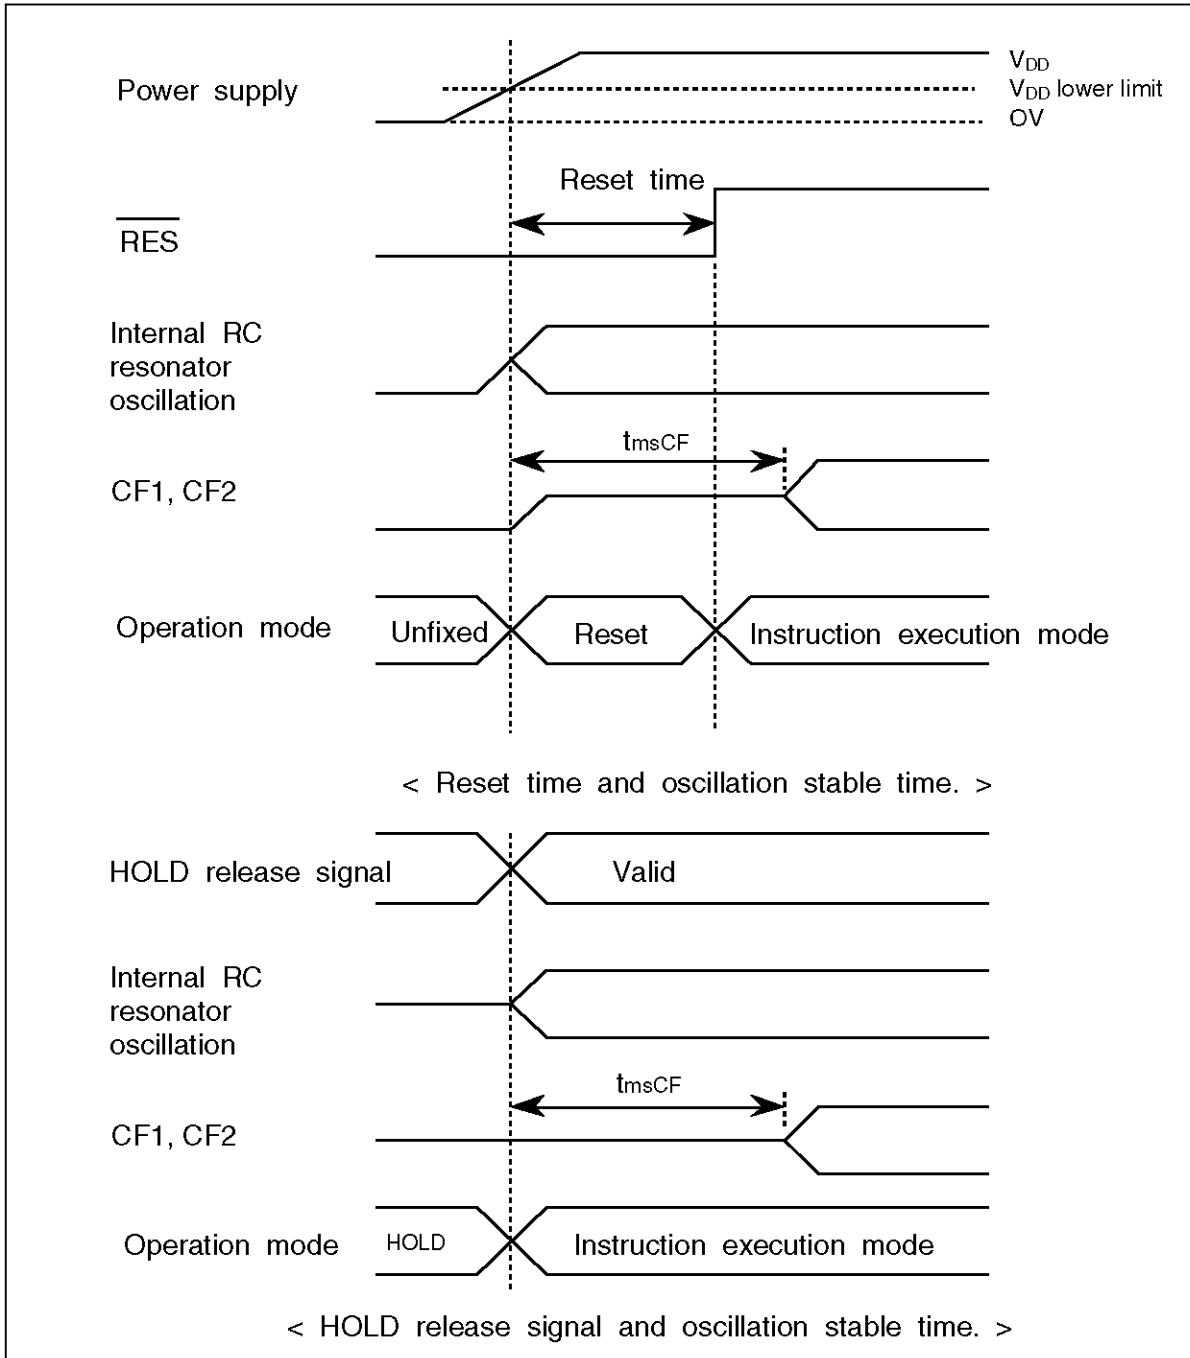 Power supply
VDD
VDD lower limit
OV
Reset time
RES
Internal RC
resonator
oscillation
tmsCF
CF1, CF2
Operation mode
Unfixed
Reset
Instruction execution mode
< Reset time and oscillation stable time. >
HOLD release signal
Valid
Internal RC
resonator
oscillation
tmsCF
CF1, CF2
Operation mode
HOLD
Instruction execution mode
< HOLD release signal and oscillation stable time. >